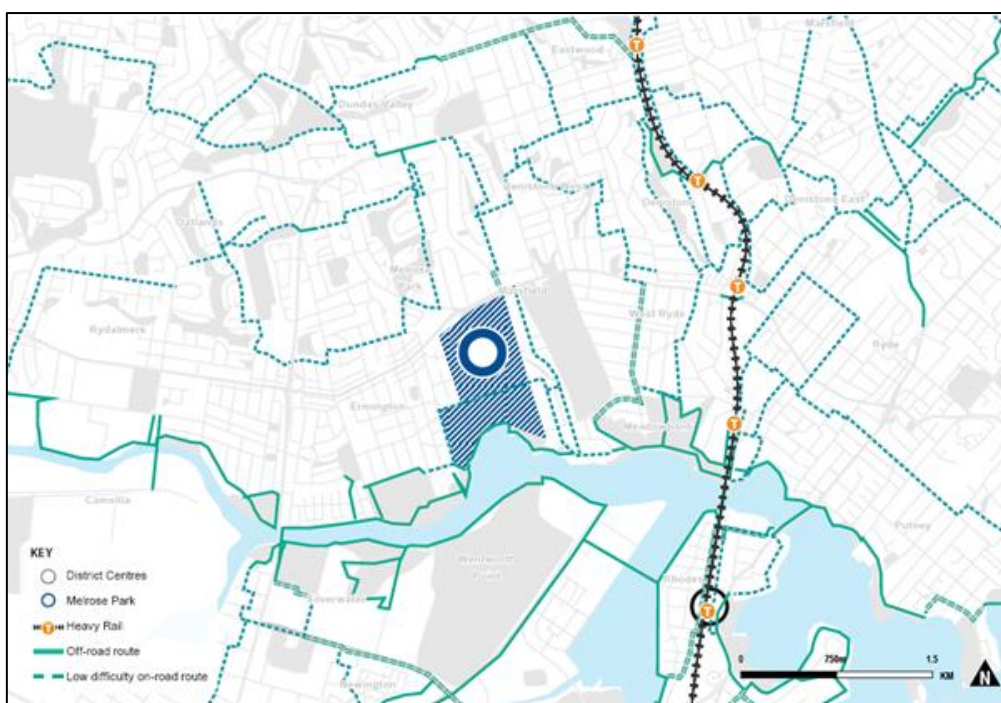 Marsfield
Eastwood
Dundas Valley
Denistone West
Denistone
Denistone East
Oatlands
Melrose Park
Marsfield
West Ryde
Rydalmere
Ryde
Ermington
Meadowbank
Camellia
Putney
Wentworth Point
KEY
District Centres
Rhodes
Melrose Park
Silverwater
T Heavy Rail
0 750m 1.5
Off-road route
KM
N
Low difficulty on-road route
Newington
T
T
T
T
T